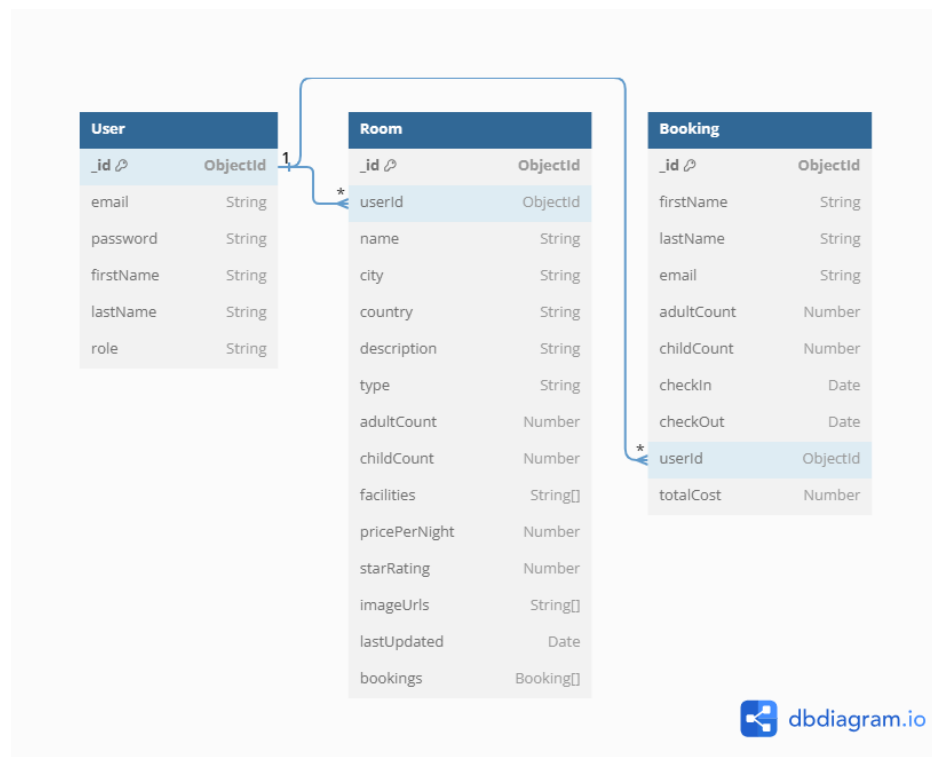 User
_id ObjectId
email String
password String
firstName String
lastName String
role String
1
*
Room
_id ObjectId
userId ObjectId
name String
city String
country String
description String
type String
adultCount Number
childCount Number
facilities String[]
pricePerNight Number
starRating Number
imageUrls String[]
lastUpdated Date
bookings Booking[]
Booking
_id ObjectId
firstName String
lastName String
email String
adultCount Number
childCount Number
checkIn Date
checkOut Date
*
userId ObjectId
totalCost Number
dbdiagram.io